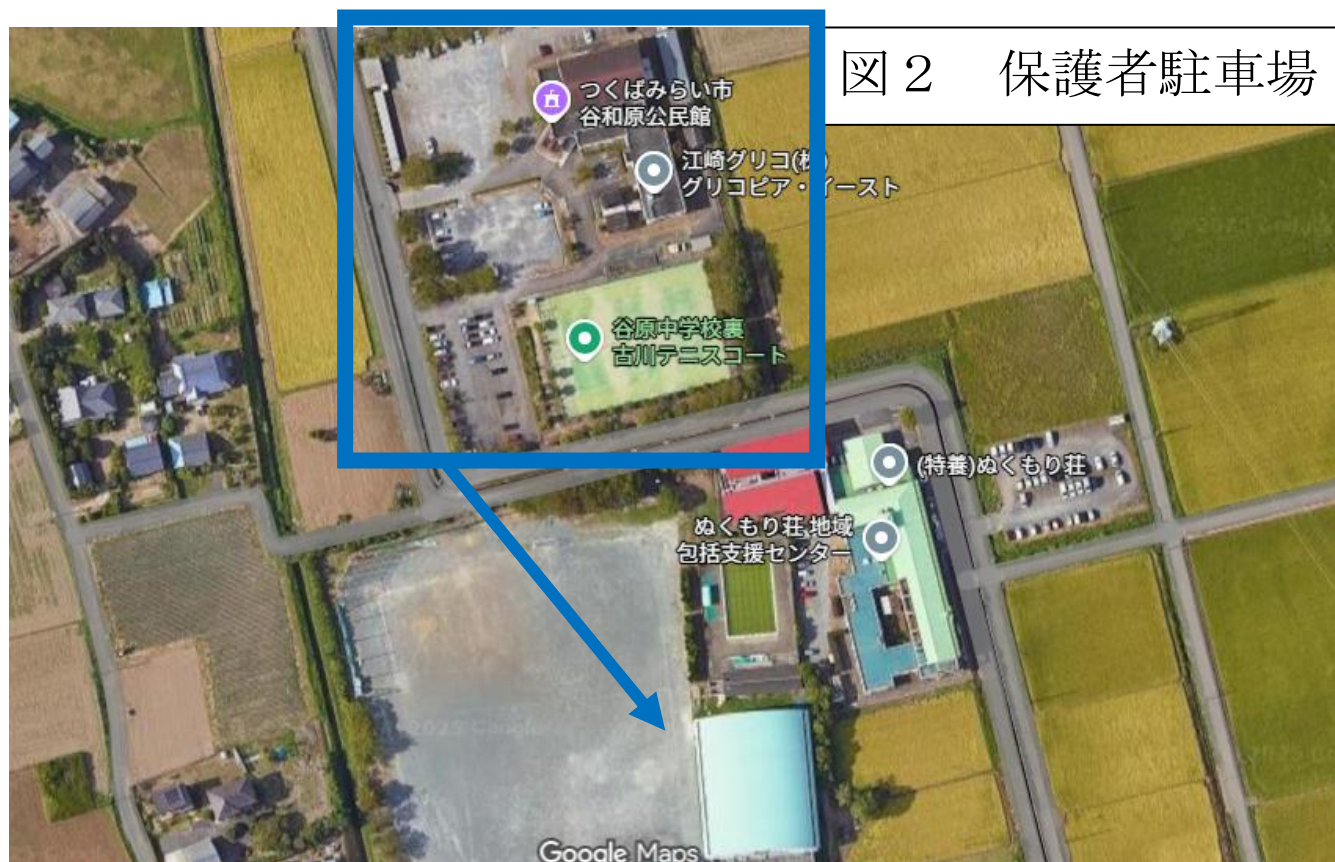 図２　保護者駐車場
つくばみらい市
谷和原公民館
江崎グリコ(株)
グリコピア・イースト
谷原中学校裏
古川テニスコート
(特養)ぬくもり荘
ぬくもり荘 地域
包括支援センター
Google Maps